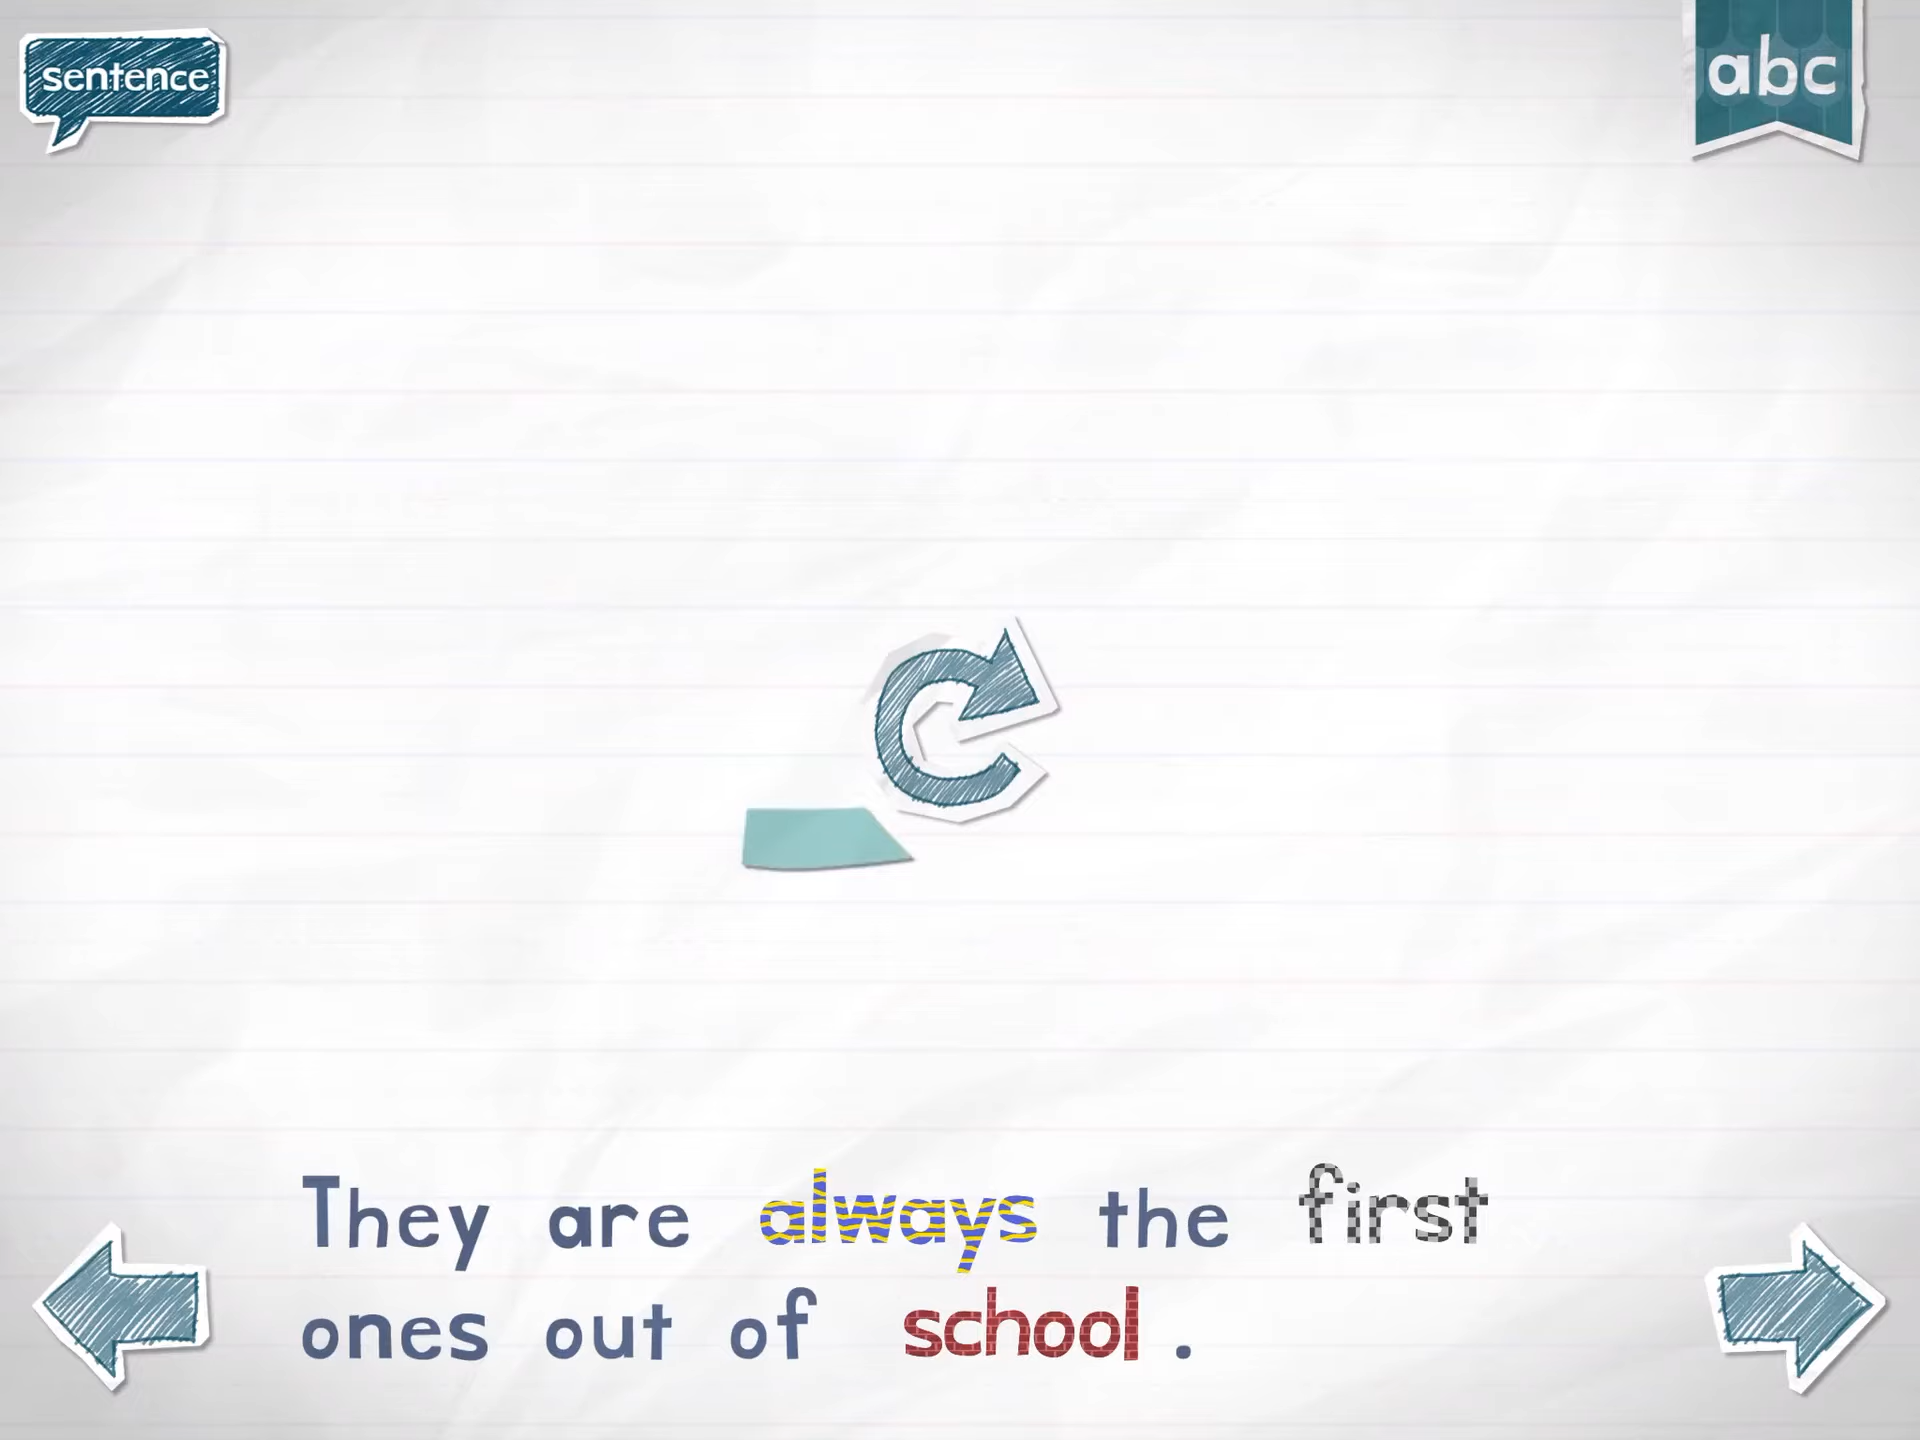 sentence
abc
They are always the first
ones out of school.